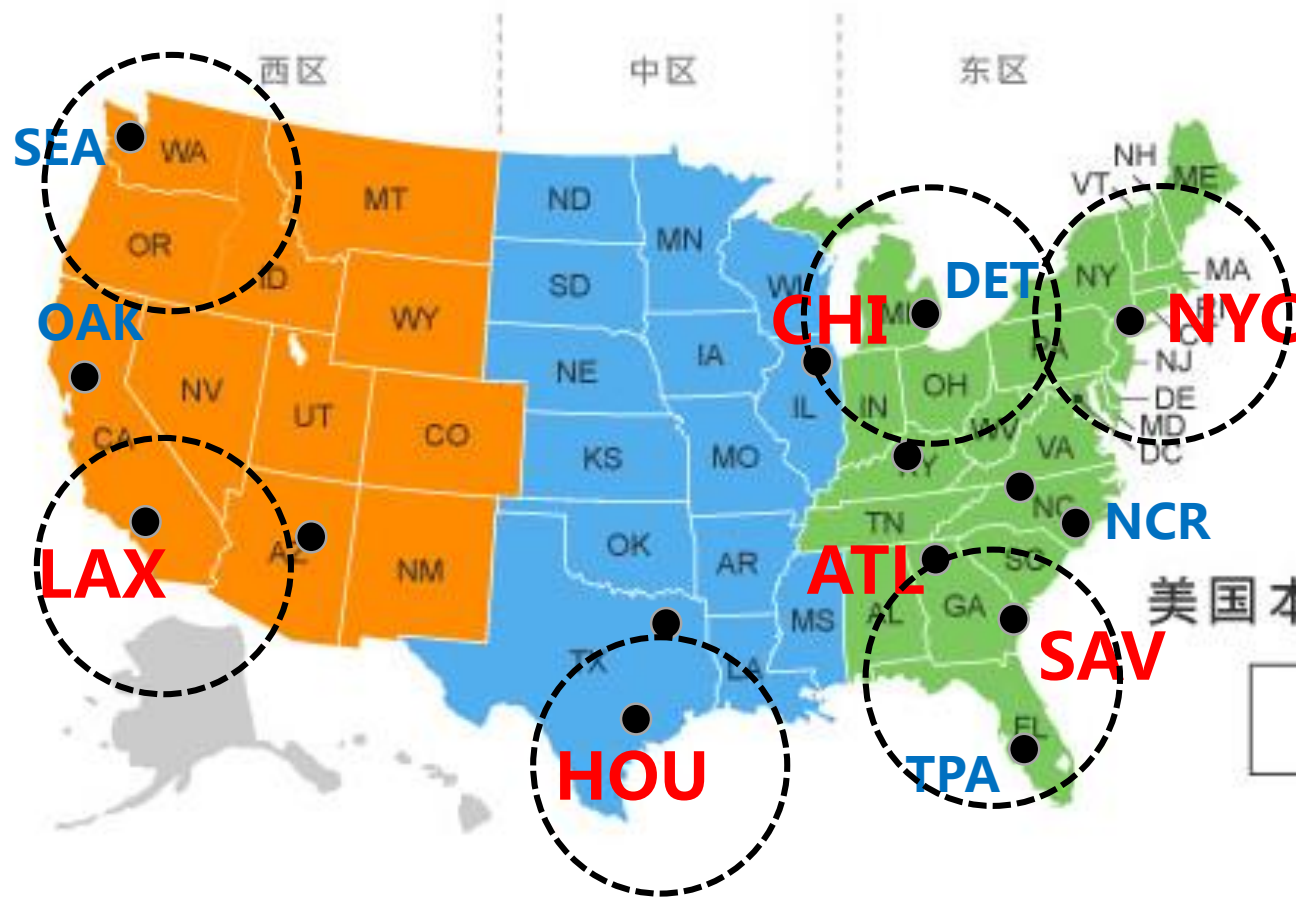 西区
中区
东区
SEA
WA
MT
ND
MN
NH
VT
ME
OR
ID
SD
WI
NY
MA
OAK
WY
CHI
MI
DET
NYC
RI
PA
NJ
NV
UT
CO
NE
IA
IL
IN
OH
DE
MD
DC
CA
KS
MO
WV
VA
KY
LAX
AZ
NM
OK
AR
TN
NC
NCR
ATL
SC
美国本
TX
LA
MS
AL
GA
SAV
HOU
FL
TPA